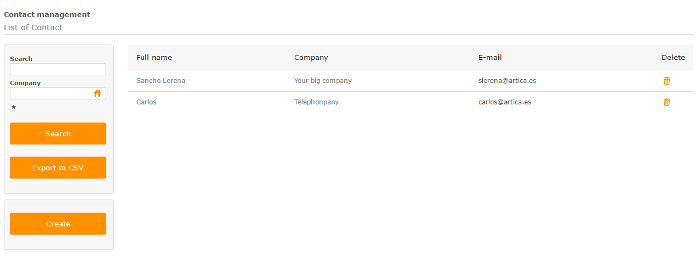 Contact management
List of Contact
Search
Company
*
Search
Export to CSV
Create
Full name Company E-mail Delete
Sancho Lerena Your big company slerena@artica.es
Carlos Telephonpany carlos@artica.es